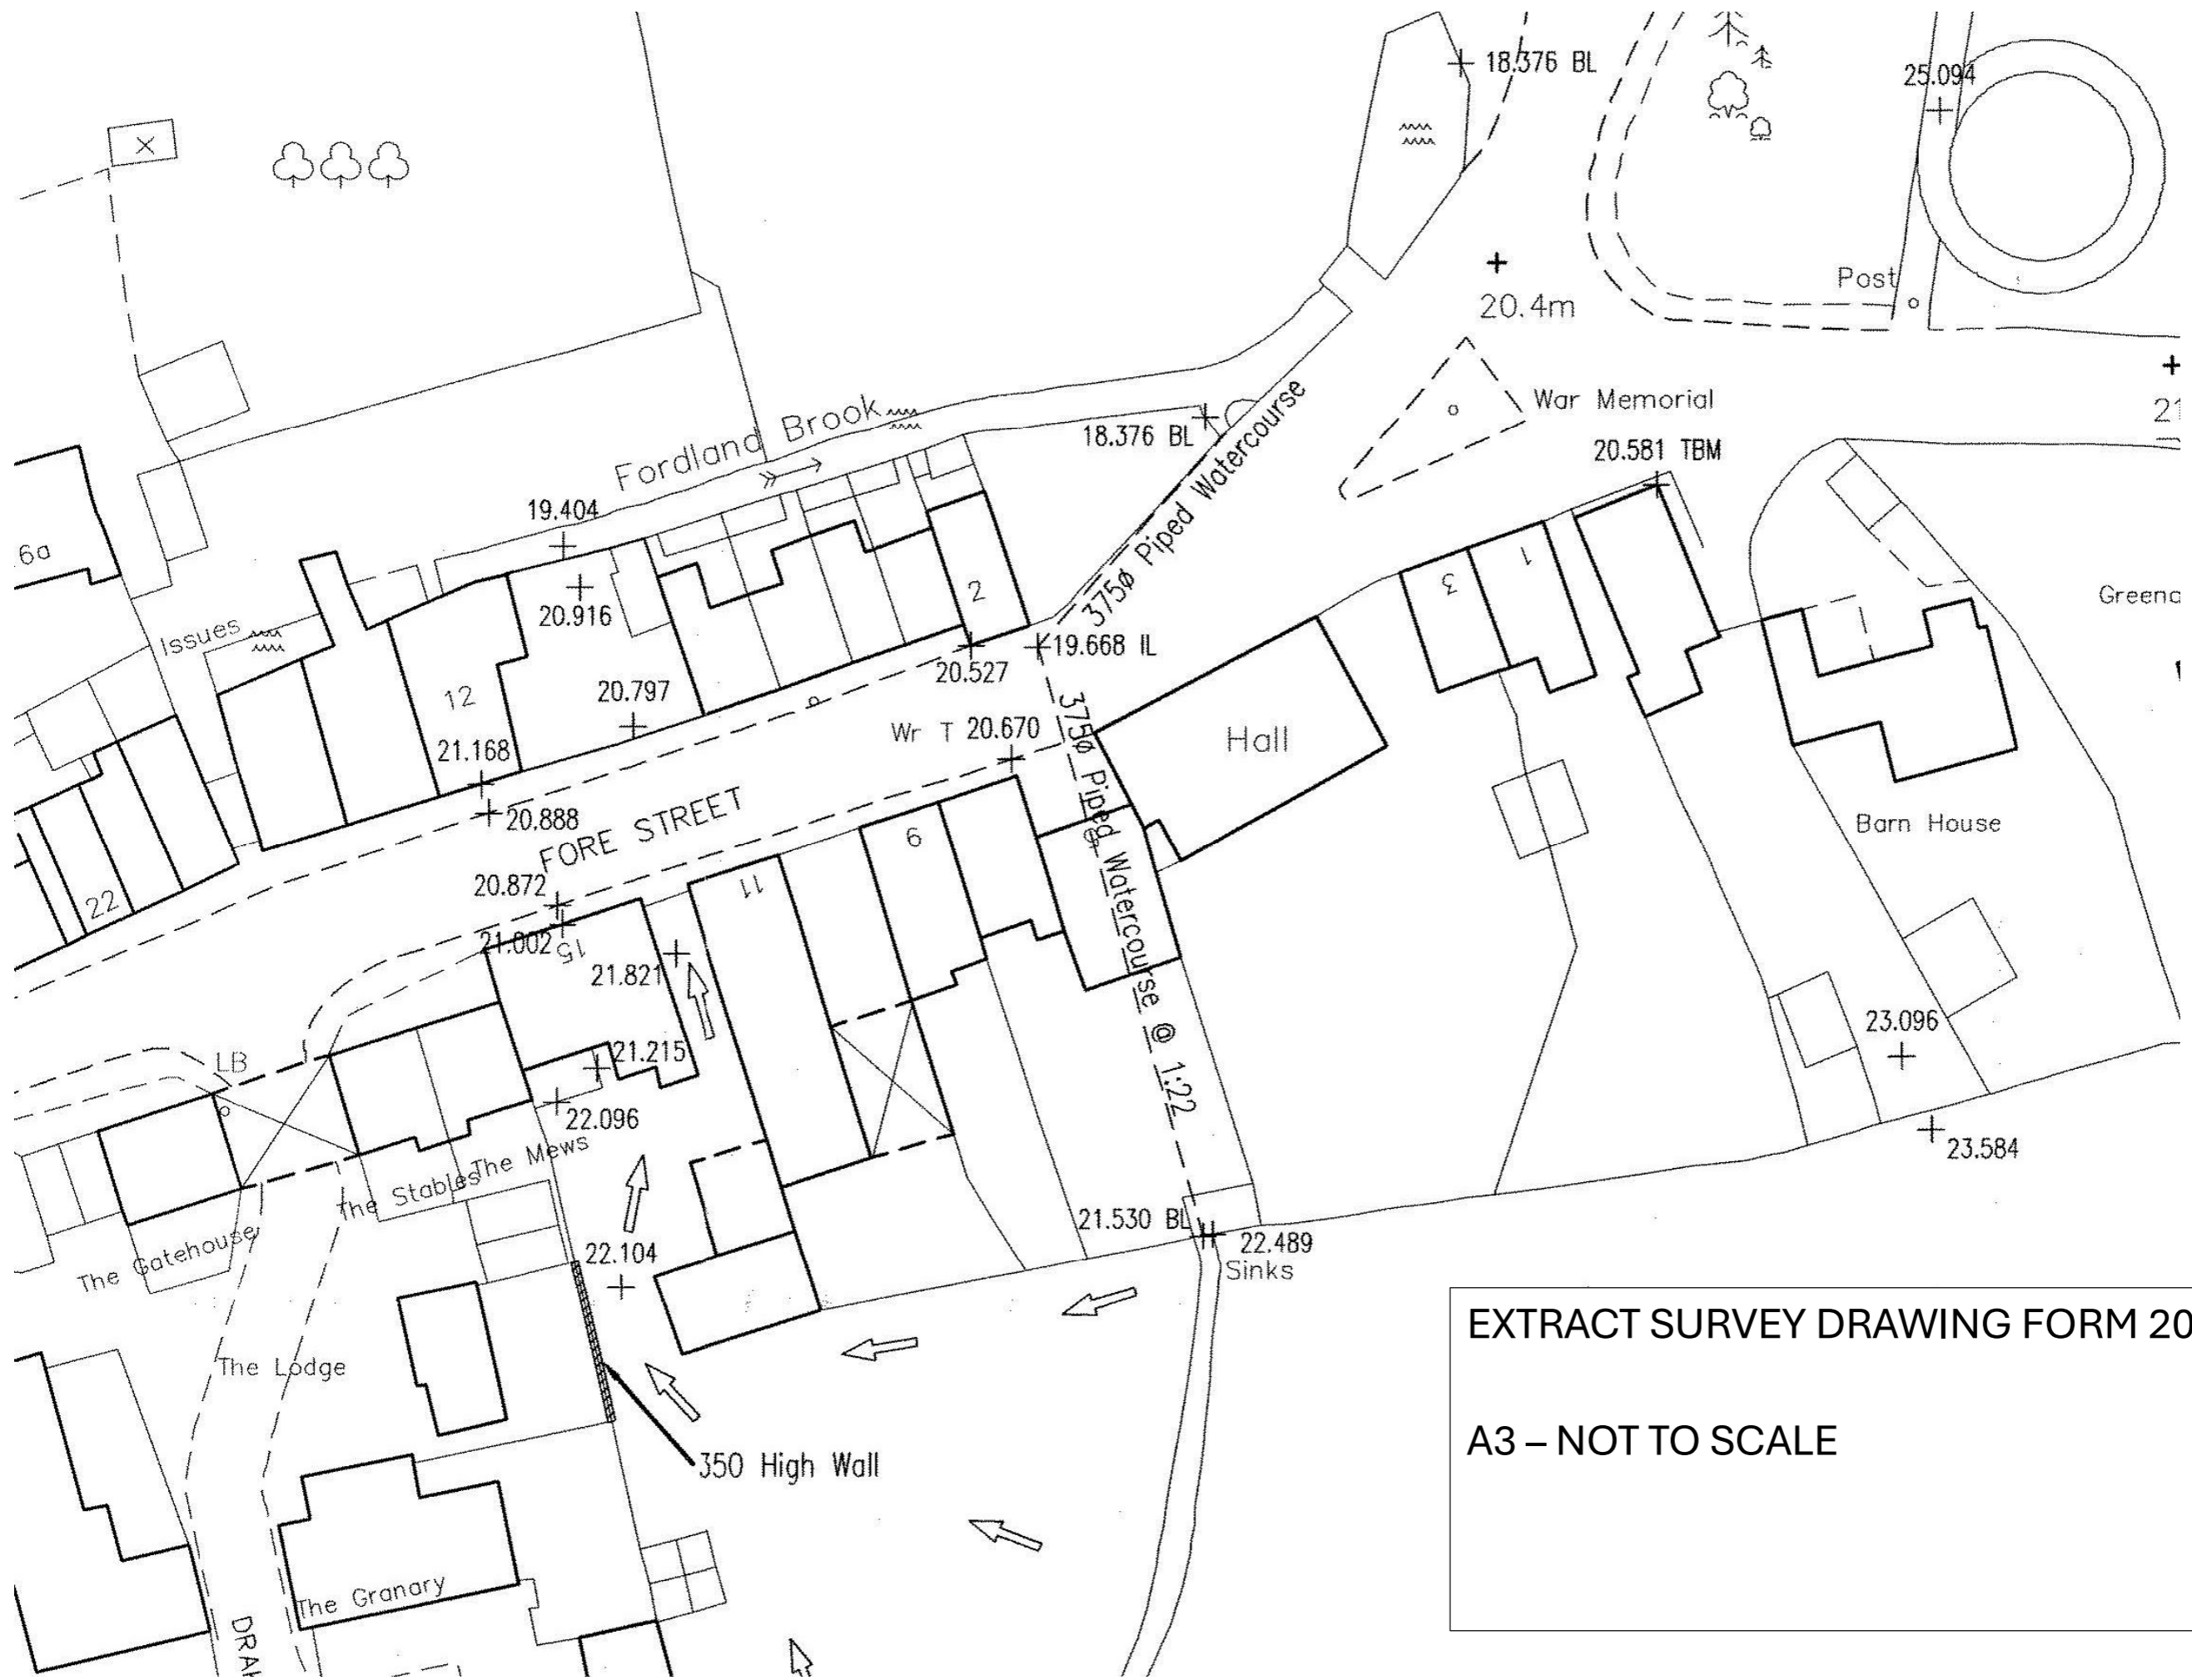 18.376 BL
25.094
Post
20.4m
War Memorial
20.581 TBM
21
Fordland Brook
18.376 BL
375ø Piped Watercourse
19.404
20.916
6a
Issues
12
20.797
2
20.527
19.668 IL
3
1
Greena
21.168
20.888
Wr T 20.670
Hall
FORE STREET
375ø Piped Watercourse @ 1:22
Barn House
22
20.872
21.002
15
21.821
11
9
21.215
22.096
LB
The Mews
The Stables
The Gatehouse
23.096
23.584
21.530 BL
22.489
Sinks
22.104
The Lodge
350 High Wall
The Granary
DRA
EXTRACT SURVEY DRAWING FORM 20
A3 – NOT TO SCALE